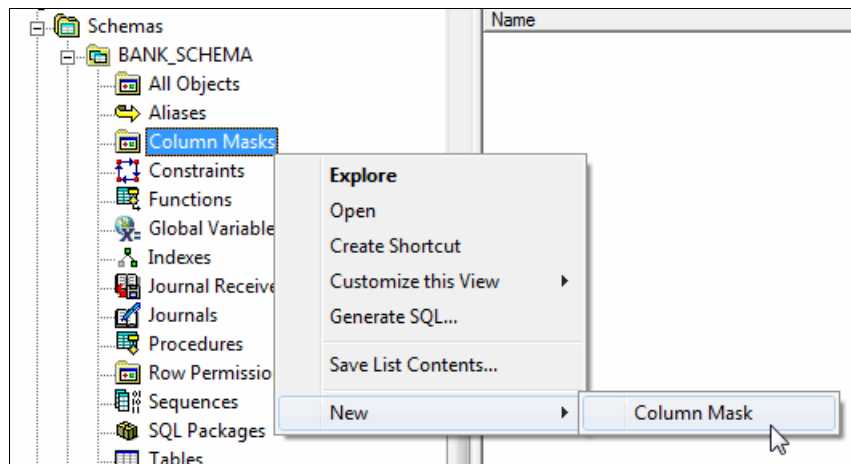 Name
Schemas
BANK_SCHEMA
All Objects
Aliases
Column Masks
Constraints
Functions
Global Variable
Indexes
Journal Receive
Journals
Procedures
Row Permissio
Sequences
SQL Packages
Tables
Explore
Open
Create Shortcut
Customize this View
Generate SQL...
Save List Contents...
New
Column Mask